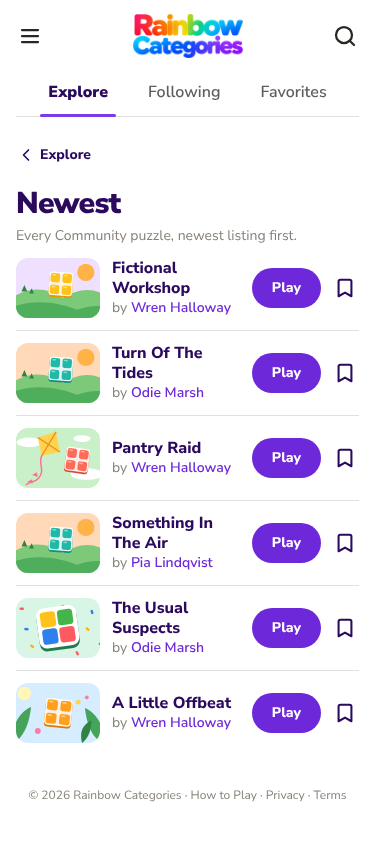 Rainbow
Categories
Explore
Following
Favorites
Explore
Newest
Every Community puzzle, newest listing first.
Fictional
Workshop
by Wren Halloway
Play
Turn Of The
Tides
by Odie Marsh
Play
Pantry Raid
by Wren Halloway
Play
Something In
The Air
by Pia Lindqvist
Play
The Usual
Suspects
by Odie Marsh
Play
A Little Offbeat
by Wren Halloway
Play
© 2026 Rainbow Categories · How to Play · Privacy · Terms